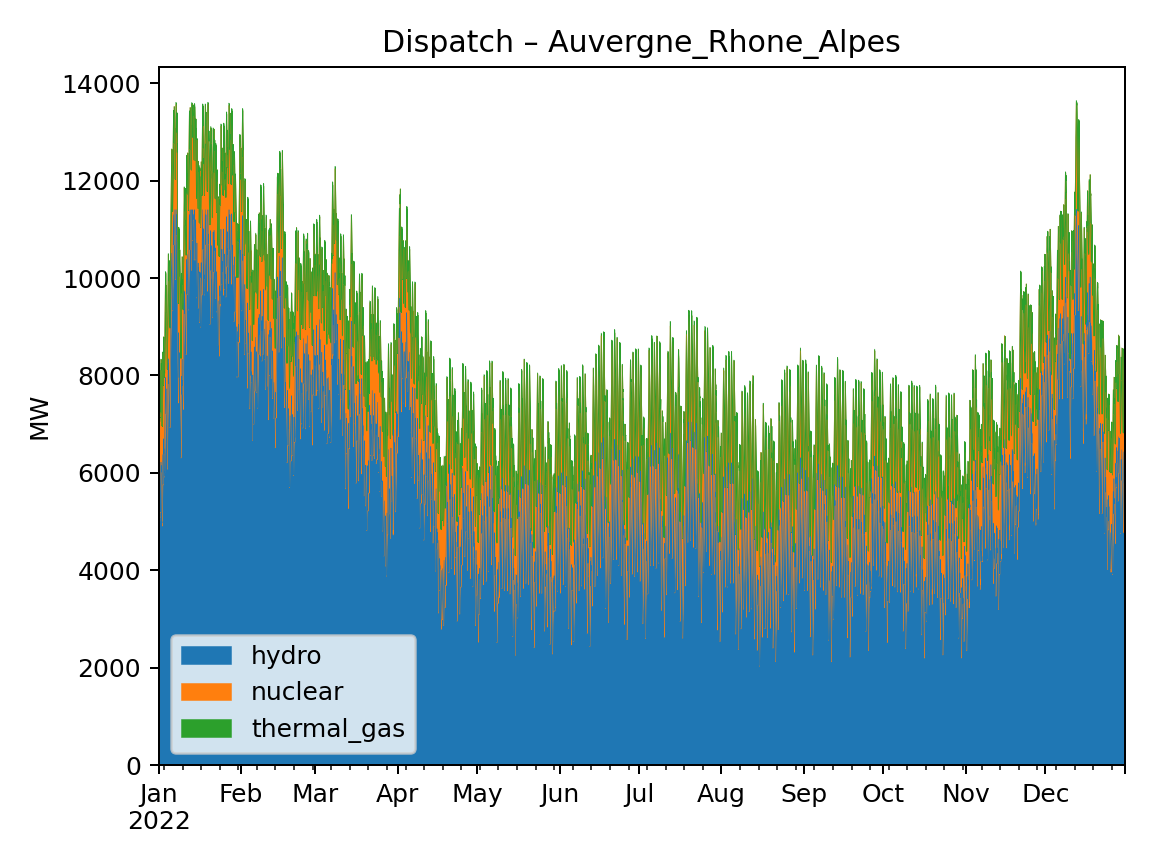 Dispatch – Auvergne_Rhone_Alpes
14000
12000
10000
8000
6000
4000
2000
0
MW
hydro
nuclear
thermal_gas
Jan Feb Mar Apr May Jun Jul Aug Sep Oct Nov Dec
2022